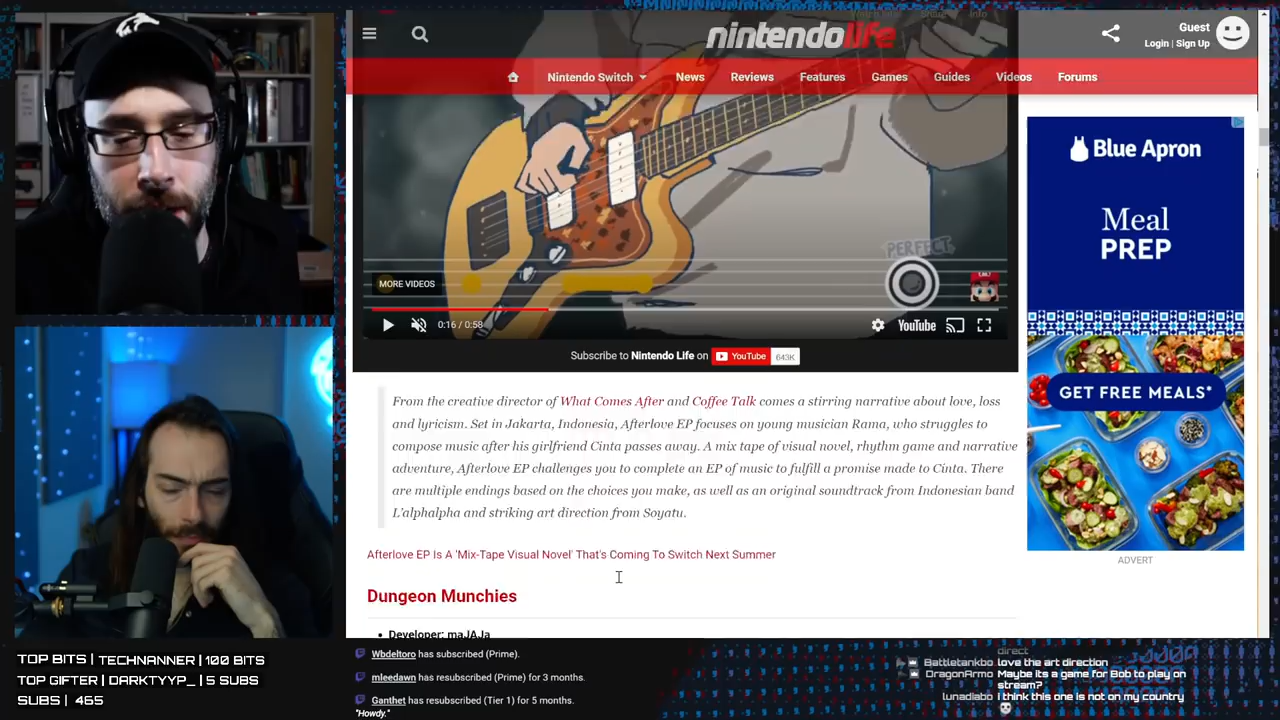 nintendolife
Guest
Login | Sign Up
Nintendo Switch
News
Reviews
Features
Games
Guides
Videos
Forums
PERFECT
MORE VIDEOS
0:16 / 0:58
YouTube
Subscribe to Nintendo Life on YouTube 643K
From the creative director of What Comes After and Coffee Talk comes a stirring narrative about love, loss
and lyricism. Set in Jakarta, Indonesia, Afterlove EP focuses on young musician Rama, who struggles to
compose music after his girlfriend Cinta passes away. A mix tape of visual novel, rhythm game and narrative
adventure, Afterlove EP challenges you to complete an EP of music to fulfill a promise made to Cinta. There
are multiple endings based on the choices you make, as well as an original soundtrack from Indonesian band
L'alphalpha and striking art direction from Soyatu.
Afterlove EP Is A 'Mix-Tape Visual Novel' That's Coming To Switch Next Summer
Dungeon Munchies
Developer: maJAJa
Blue Apron
Meal
PREP
GET FREE MEALS*
ADVERT
TOP BITS | TECHNANNER | 100 BITS
TOP GIFTER | DARKTYYP_ | 5 SUBS
SUBS | 465
Wbdeltoro has subscribed (Prime).
mleedawn has resubscribed (Prime) for 3 months.
Ganthet has resubscribed (Tier 1) for 5 months.
"Howdy."
direct
Battletankbo love the art direction
DragonArmo Maybe its a game for Bob to play on
stream?
lunadiabo i think this one is not on my country